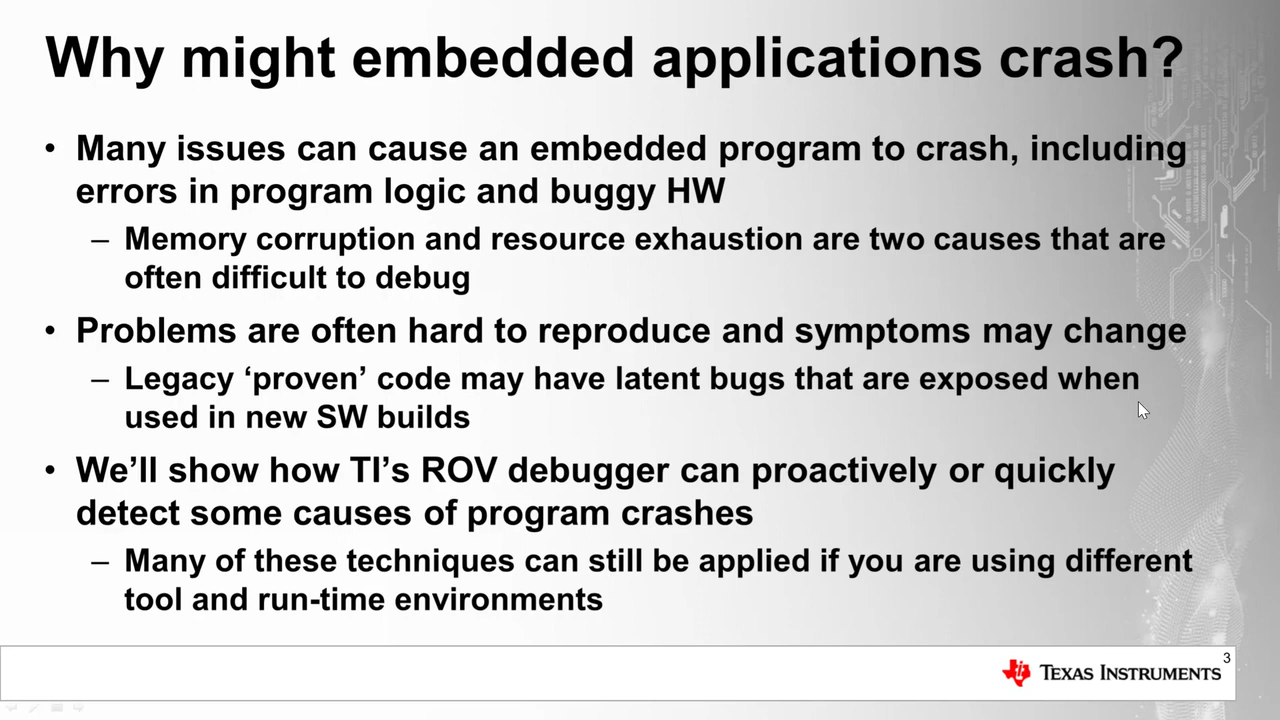 Why might embedded applications crash?
• Many issues can cause an embedded program to crash, including
errors in program logic and buggy HW
– Memory corruption and resource exhaustion are two causes that are
often difficult to debug
• Problems are often hard to reproduce and symptoms may change
– Legacy ‘proven’ code may have latent bugs that are exposed when
used in new SW builds
• We’ll show how TI’s ROV debugger can proactively or quickly
detect some causes of program crashes
– Many of these techniques can still be applied if you are using different
tool and run-time environments
3
TEXAS INSTRUMENTS